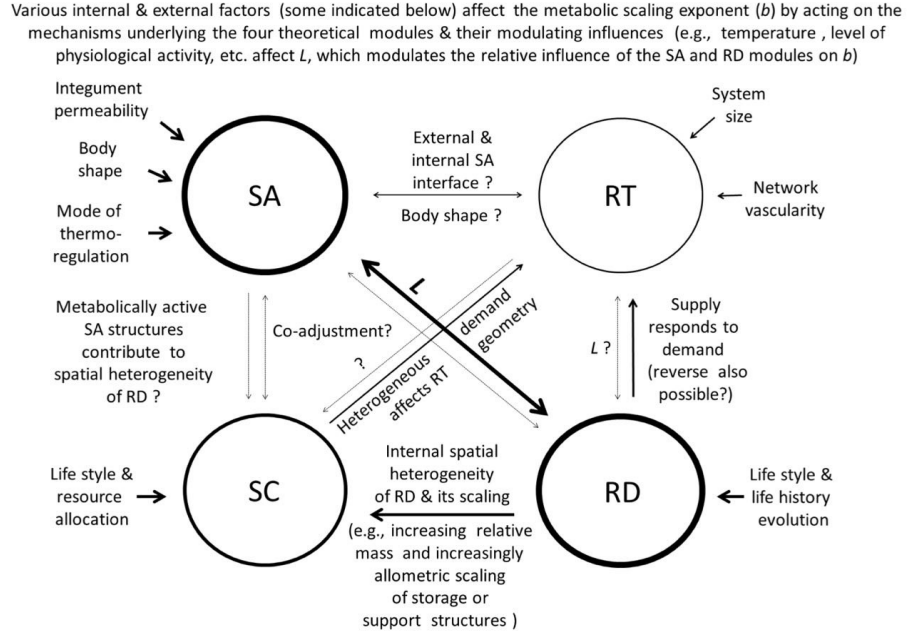 Various internal & external factors (some indicated below) affect the metabolic scaling exponent (b) by acting on the
mechanisms underlying the four theoretical modules & their modulating influences (e.g., temperature , level of
physiological activity, etc. affect L, which modulates the relative influence of the SA and RD modules on b)
Integument
permeability
Body
shape
Mode of
thermo-
regulation
SA
External &
internal SA
interface ?
Body shape ?
RT
System
size
Network
vascularity
Metabolically active
SA structures
contribute to
spatial heterogeneity
of RD ?
Co-adjustment?
L
?
demand
geometry
Heterogeneous
affects RT
L ?
Supply
responds to
demand
(reverse also
possible?)
Life style &
resource
allocation
SC
Internal spatial
heterogeneity
of RD & its scaling
(e.g., increasing relative
mass and increasingly
allometric scaling
of storage or
support structures )
RD
Life style &
life history
evolution